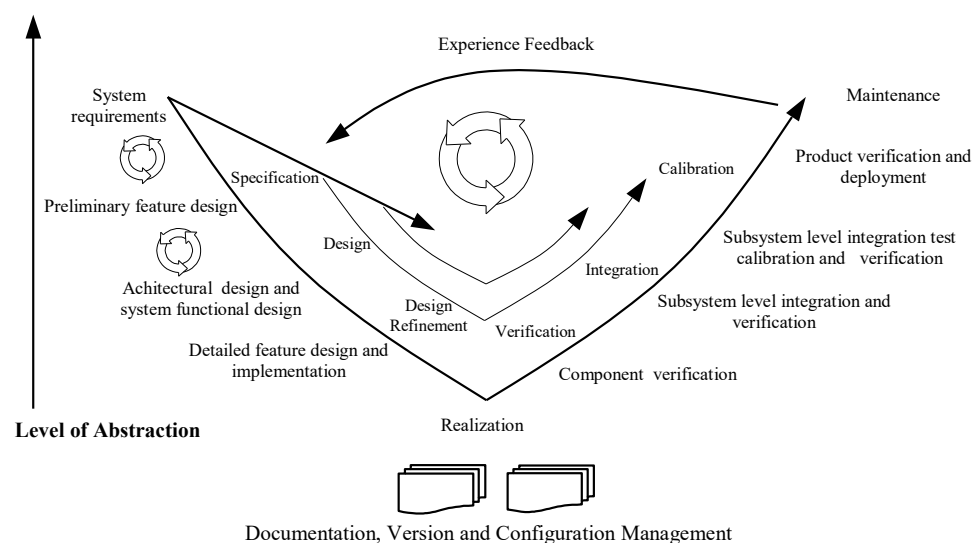 Experience Feedback
System
requirements
Maintenance
Product verification and
deployment
Calibration
Specification
Preliminary feature design
Design
Subsystem level integration test
calibration and verification
Integration
Achitectural design and
system functional design
Design
Refinement
Subsystem level integration and
verification
Verification
Detailed feature design and
implementation
Component verification
Realization
Level of Abstraction
Documentation, Version and Configuration Management